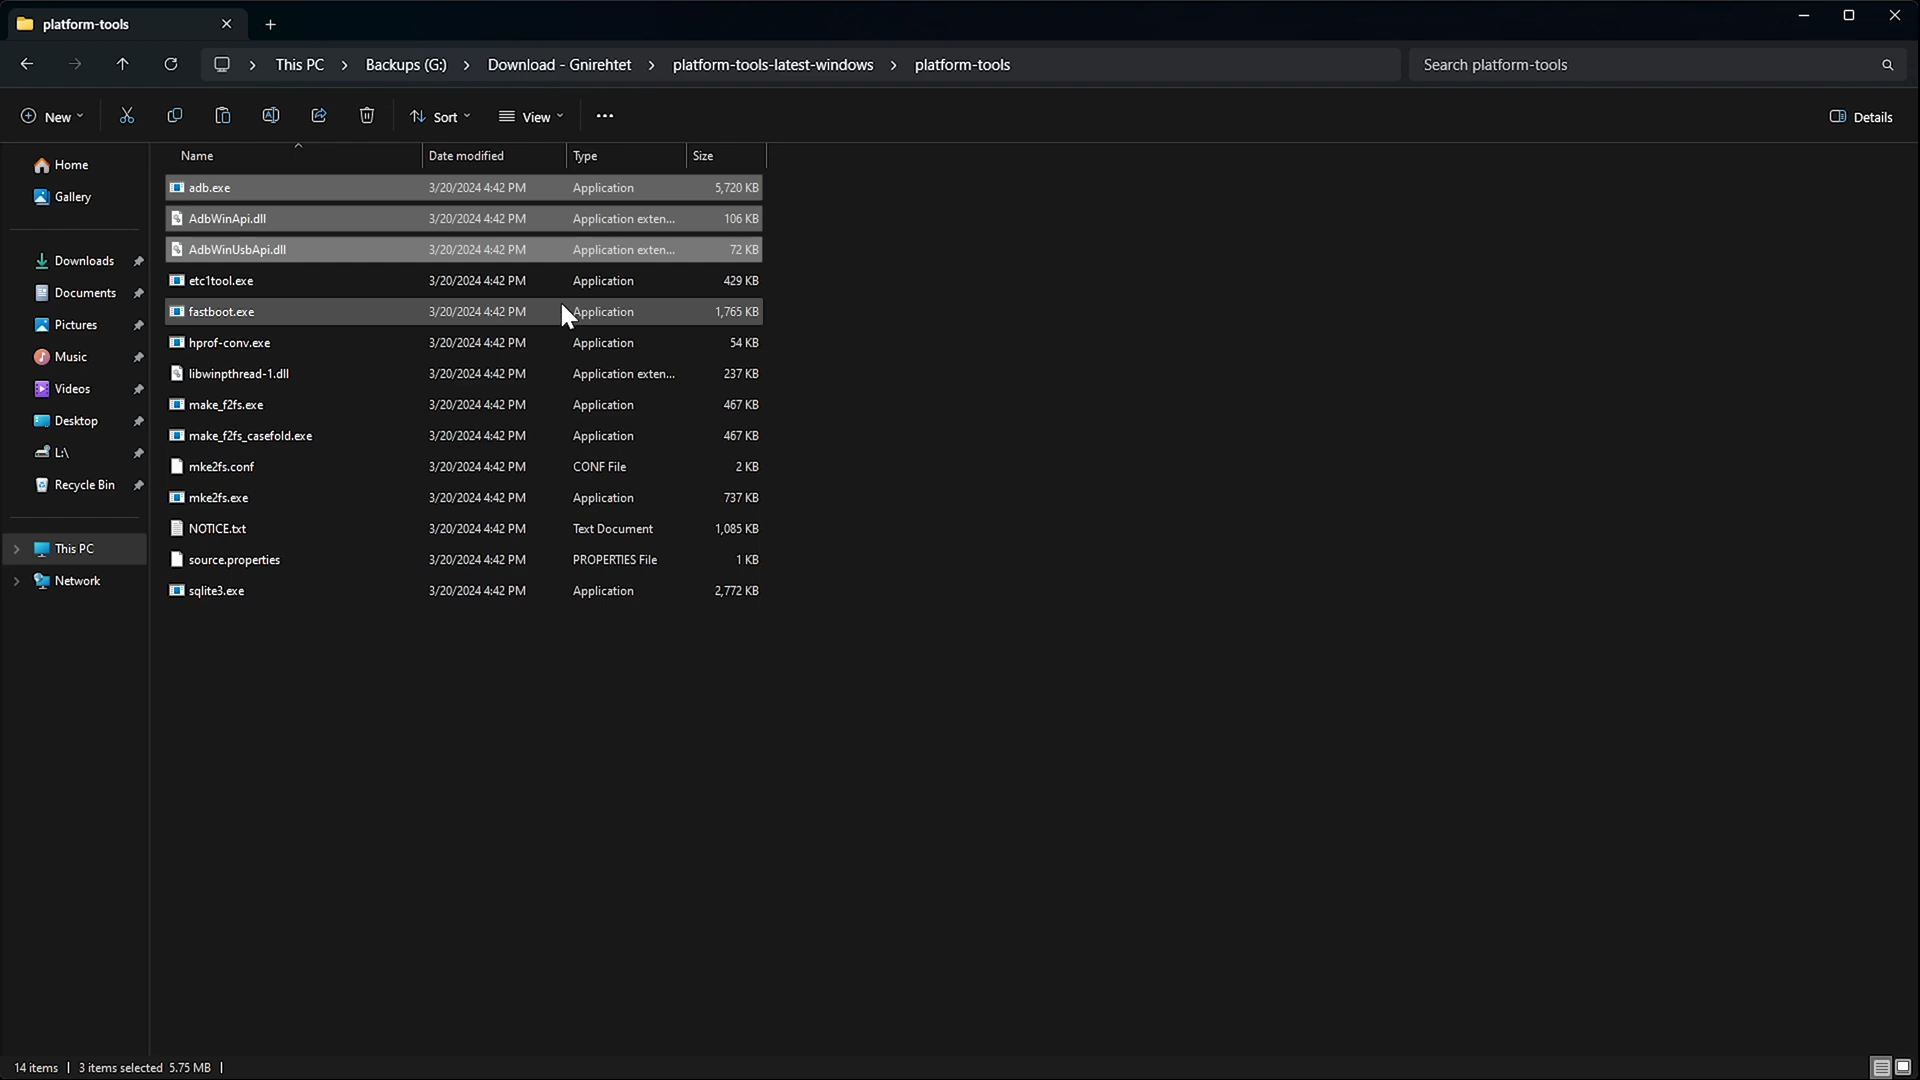 platform-tools
This PC > Backups (G:) > Download - Gnirehtet > platform-tools-latest-windows > platform-tools
Search platform-tools
New Sort View Details
Name Date modified Type Size
Home
Gallery
Downloads
Documents
Pictures
Music
Videos
Desktop
L:\
Recycle Bin
This PC
Network
adb.exe 3/20/2024 4:42 PM Application 5,720 KB
AdbWinApi.dll 3/20/2024 4:42 PM Application exten... 106 KB
AdbWinUsbApi.dll 3/20/2024 4:42 PM Application exten... 72 KB
etc1tool.exe 3/20/2024 4:42 PM Application 429 KB
fastboot.exe 3/20/2024 4:42 PM Application 1,765 KB
hprof-conv.exe 3/20/2024 4:42 PM Application 54 KB
libwinpthread-1.dll 3/20/2024 4:42 PM Application exten... 237 KB
make_f2fs.exe 3/20/2024 4:42 PM Application 467 KB
make_f2fs_casefold.exe 3/20/2024 4:42 PM Application 467 KB
mke2fs.conf 3/20/2024 4:42 PM CONF File 2 KB
mke2fs.exe 3/20/2024 4:42 PM Application 737 KB
NOTICE.txt 3/20/2024 4:42 PM Text Document 1,085 KB
source.properties 3/20/2024 4:42 PM PROPERTIES File 1 KB
sqlite3.exe 3/20/2024 4:42 PM Application 2,772 KB
14 items | 3 items selected 5.75 MB |